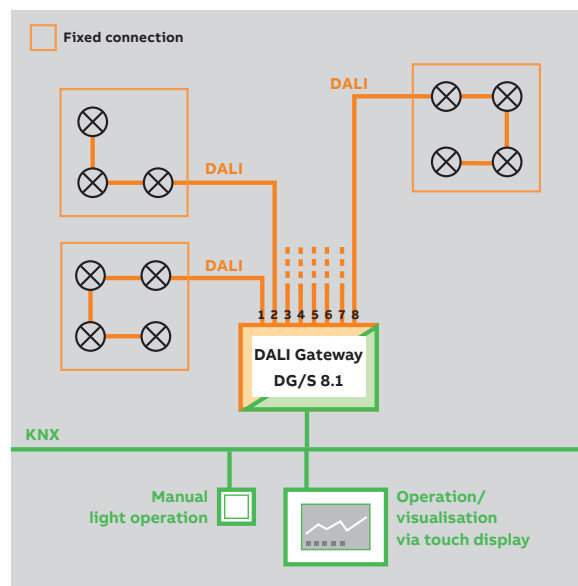 Fixed connection
DALI
DALI
DALI
1 2 3 4 5 6 7 8
DALI Gateway
DG/S 8.1
KNX
Manual
light operation
Operation/
visualisation
via touch display